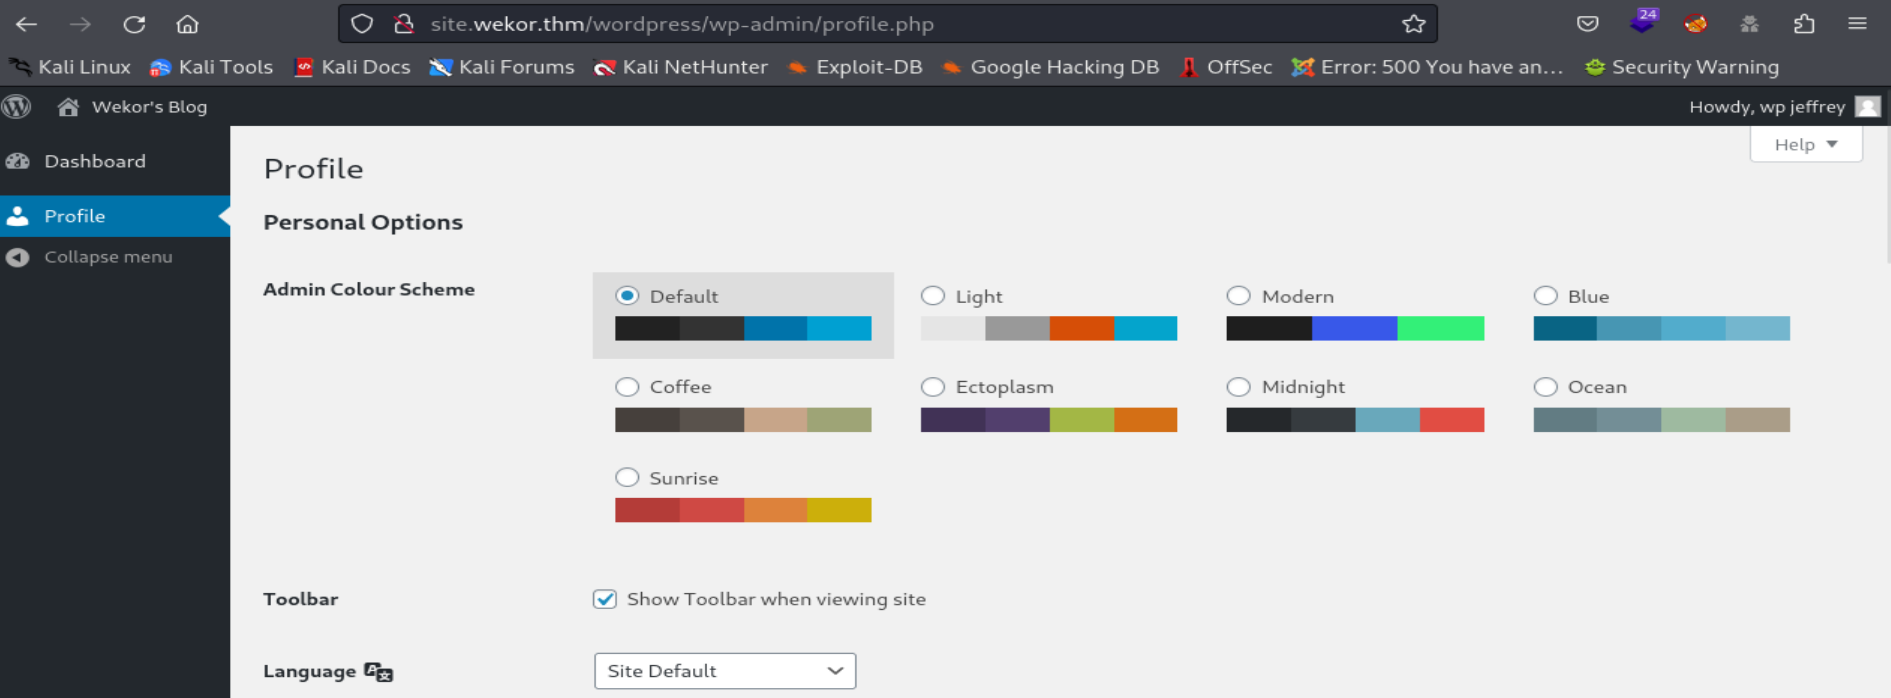 site.wekor.thm/wordpress/wp-admin/profile.php
24
Kali Linux Kali Tools Kali Docs Kali Forums Kali NetHunter Exploit-DB Google Hacking DB OffSec Error: 500 You have an... Security Warning
Wekor's Blog Howdy, wp jeffrey
Help
Dashboard
Profile
Collapse menu
Profile
Personal Options
Admin Colour Scheme
Default Light Modern Blue
Coffee Ectoplasm Midnight Ocean
Sunrise
Toolbar Show Toolbar when viewing site
Language Site Default